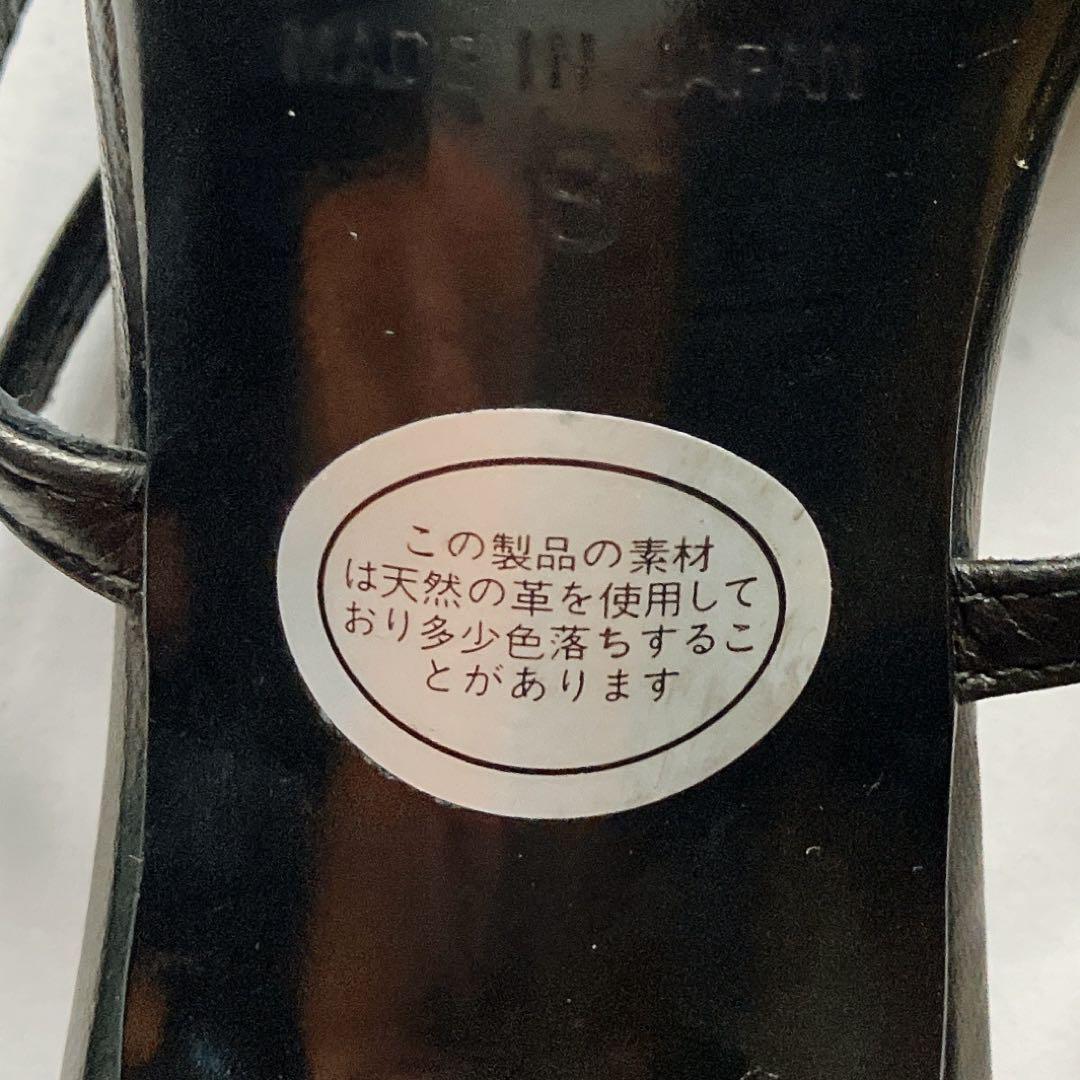 MADE IN JAPAN
S
この製品の素材
は天然の革を使用して
おり多少色落ちするこ
とがあります